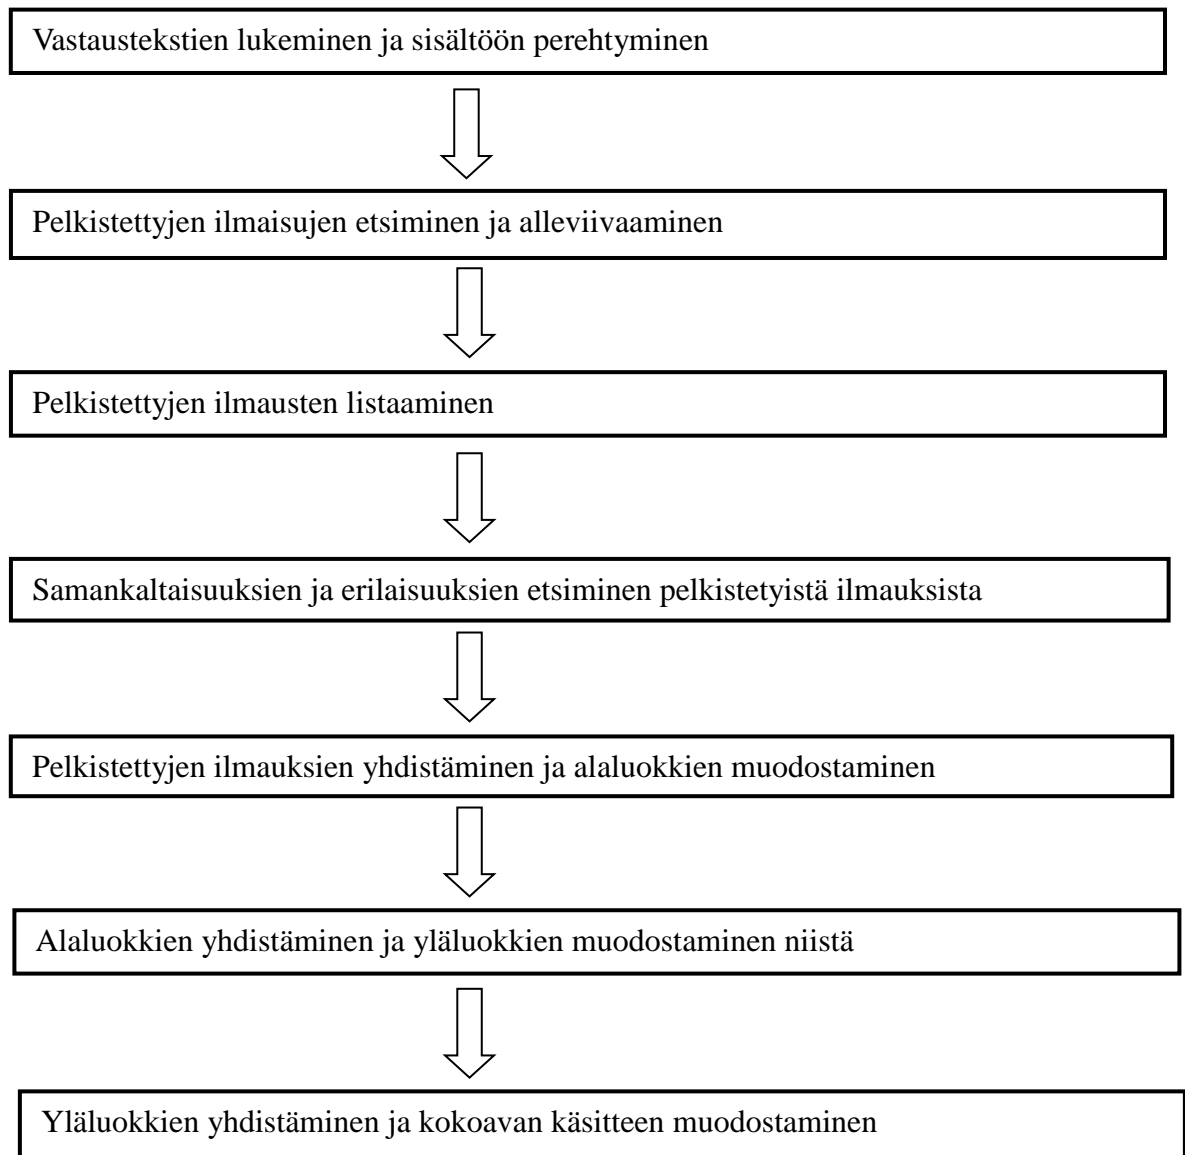 Vastaustekstien lukeminen ja sisältöön perehtyminen
Pelkistettyjen ilmaisujen etsiminen ja alleviivaaminen
Pelkistettyjen ilmausten listaaminen
Samankaltaisuuksien ja erilaisuuksien etsiminen pelkistetyistä ilmauksista
Pelkistettyjen ilmauksien yhdistäminen ja alaluokkien muodostaminen
Alaluokkien yhdistäminen ja yläluokkien muodostaminen niistä
Yläluokkien yhdistäminen ja kokoavan käsitteen muodostaminen